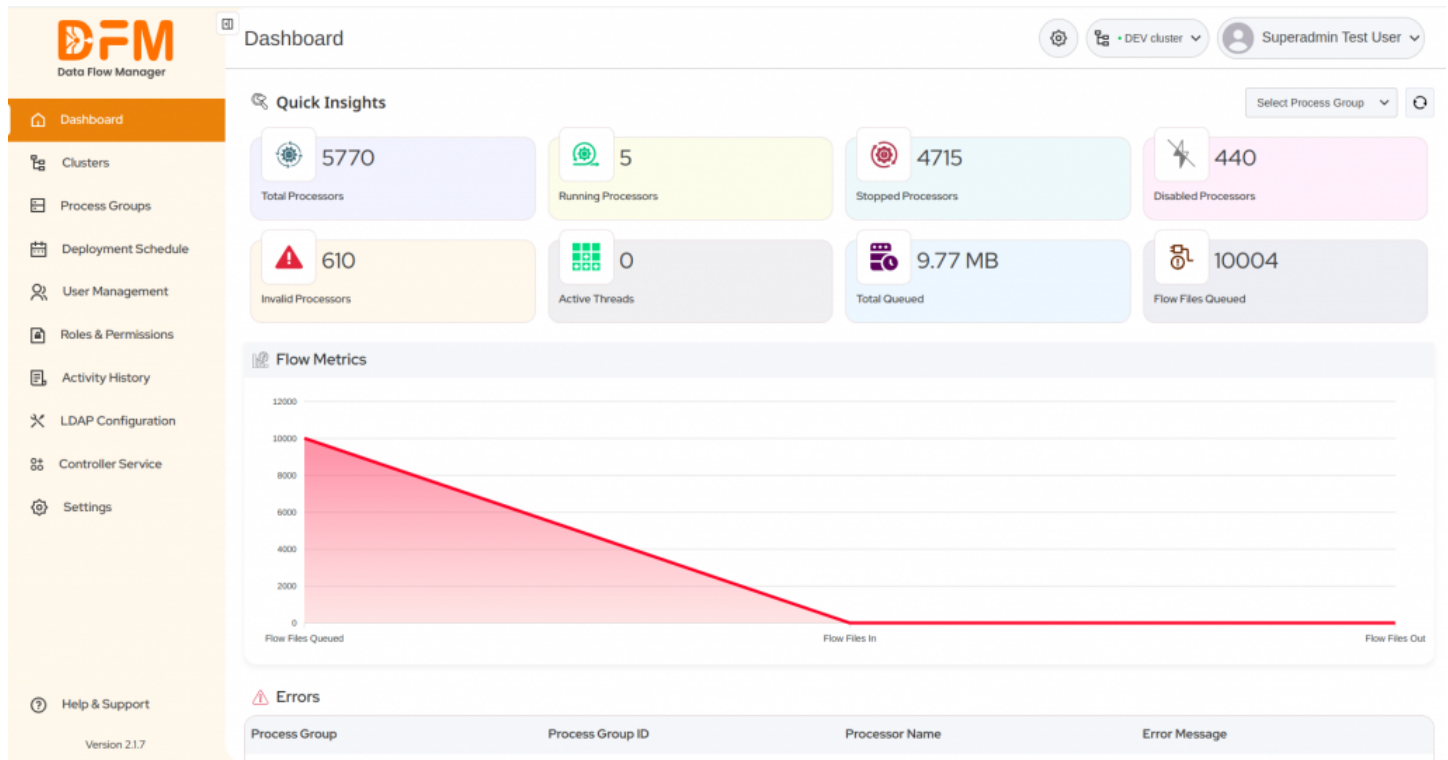 DFM
Data Flow Manager
Dashboard
DEV cluster
Superadmin Test User
Dashboard
Clusters
Process Groups
Deployment Schedule
User Management
Roles & Permissions
Activity History
LDAP Configuration
Controller Service
Settings
Help & Support
Version 2.1.7
Quick Insights
Select Process Group
5770
Total Processors
5
Running Processors
4715
Stopped Processors
440
Disabled Processors
610
Invalid Processors
0
Active Threads
9.77 MB
Total Queued
10004
Flow Files Queued
Flow Metrics
12000
10000
8000
6000
4000
2000
0
Flow Files Queued
Flow Files In
Flow Files Out
Errors
Process Group
Process Group ID
Processor Name
Error Message